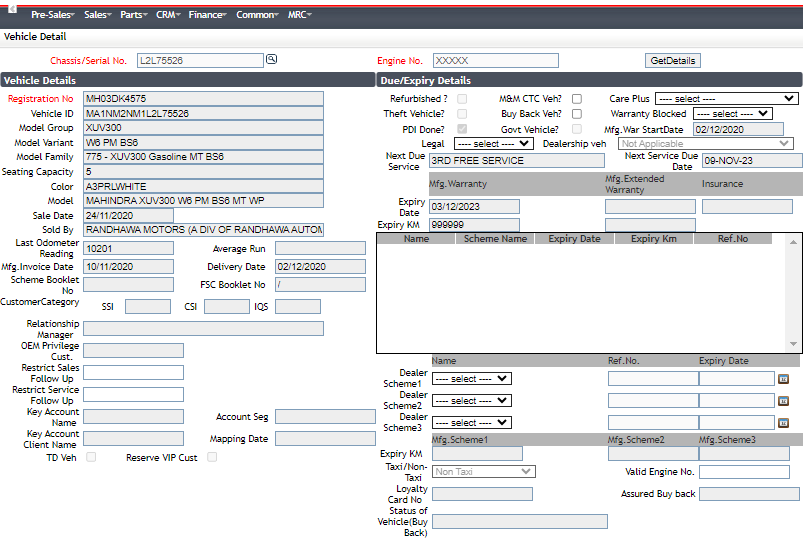 Pre-Sales Sales Parts CRM Finance Common MRC
Vehicle Detail
Chassis/Serial No. L2L75526 Engine No. XXXXX GetDetails
Vehicle Details
Registration No MH03DK4575
Vehicle ID MA1NM2NM1L2L75526
Model Group XUV300
Model Variant W6 PM BS6
Model Family 775 - XUV300 Gasoline MT BS6
Seating Capacity 5
Color A3PRLWHITE
Model MAHINDRA XUV300 W6 PM BS6 MT WP
Sale Date 24/11/2020
Sold By RANDHAWA MOTORS (A DIV OF RANDHAWA AUTOM
Last Odometer Reading 10201 Average Run
Mfg.Invoice Date 10/11/2020 Delivery Date 02/12/2020
Scheme Booklet No FSC Booklet No /
CustomerCategory SSI CSI IQS
Relationship Manager
OEM Privilege Cust.
Restrict Sales Follow Up
Restrict Service Follow Up
Key Account Name Account Seg
Key Account Client Name Mapping Date
TD Veh Reserve VIP Cust
Due/Expiry Details
Refurbished ? M&M CTC Veh? Care Plus ---- select ----
Theft Vehicle? Buy Back Veh? Warranty Blocked ---- select ----
PDI Done? Govt Vehicle? Mfg.War StartDate 02/12/2020
Legal ---- select ---- Dealership veh Not Applicable
Next Due Service 3RD FREE SERVICE Next Service Due Date 09-NOV-23
Mfg.Warranty Mfg.Extended Warranty Insurance
Expiry Date 03/12/2023
Expiry KM 999999
Name Scheme Name Expiry Date Expiry Km Ref.No
Name Ref.No. Expiry Date
Dealer Scheme1 ---- select ----
Dealer Scheme2 ---- select ----
Dealer Scheme3 ---- select ----
Mfg.Scheme1 Mfg.Scheme2 Mfg.Scheme3
Expiry KM
Taxi/Non-Taxi Non Taxi Valid Engine No.
Loyalty Card No Assured Buy back
Status of Vehicle(Buy Back)